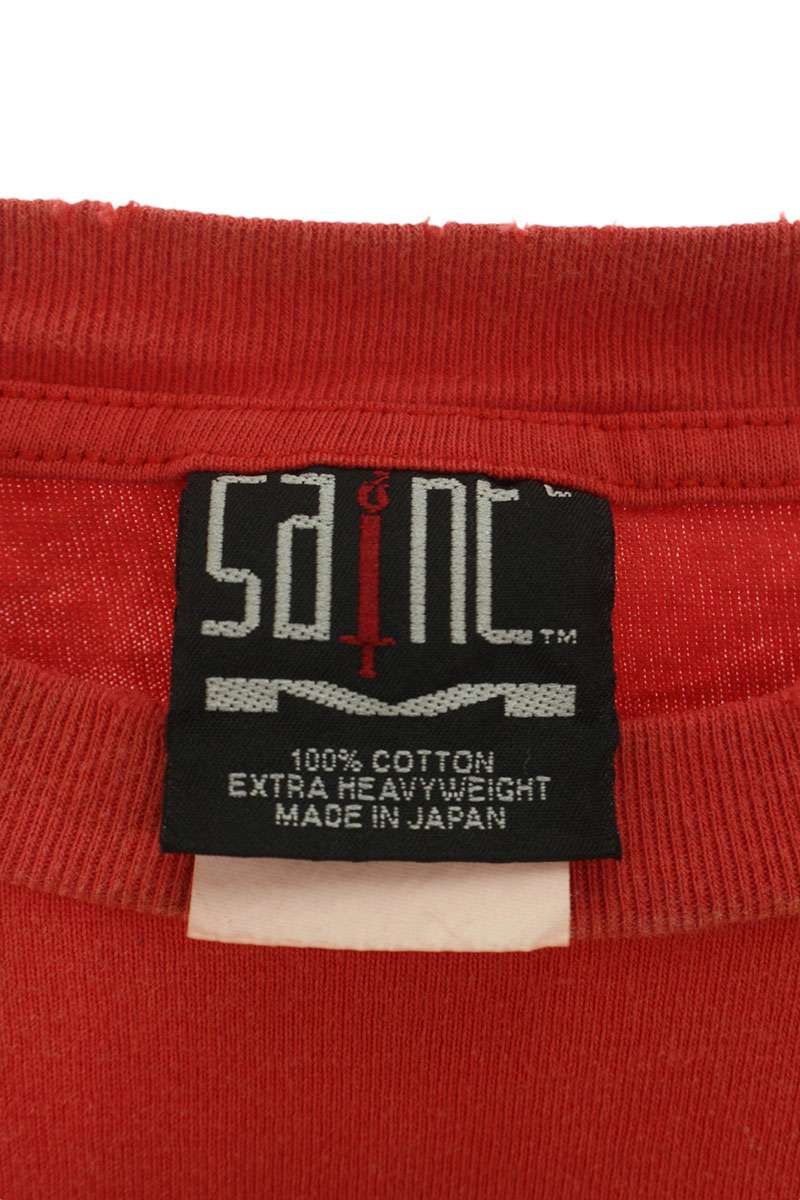 saint ™
100% COTTON
EXTRA HEAVYWEIGHT
MADE IN JAPAN